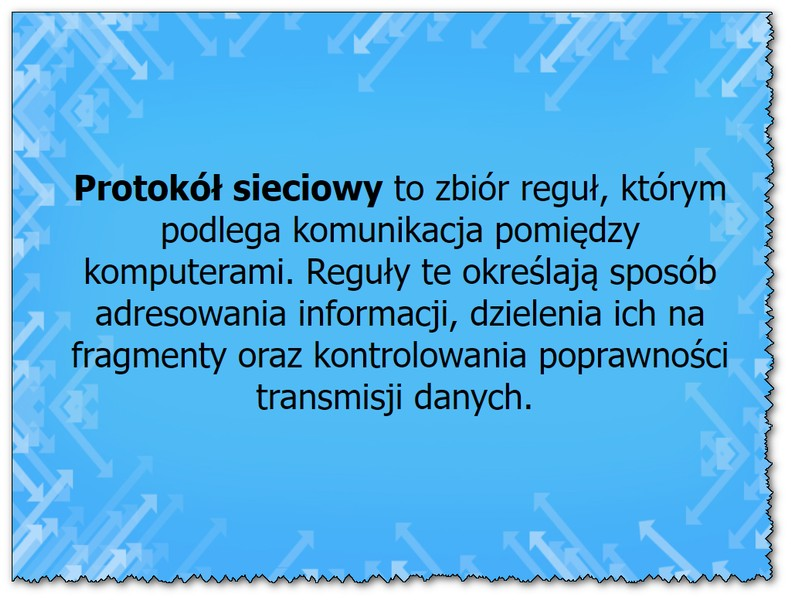 Protokół sieciowy to zbiór reguł, którym
podlega komunikacja pomiędzy
komputerami. Reguły te określają sposób
adresowania informacji, dzielenia ich na
fragmenty oraz kontrolowania poprawności
transmisji danych.